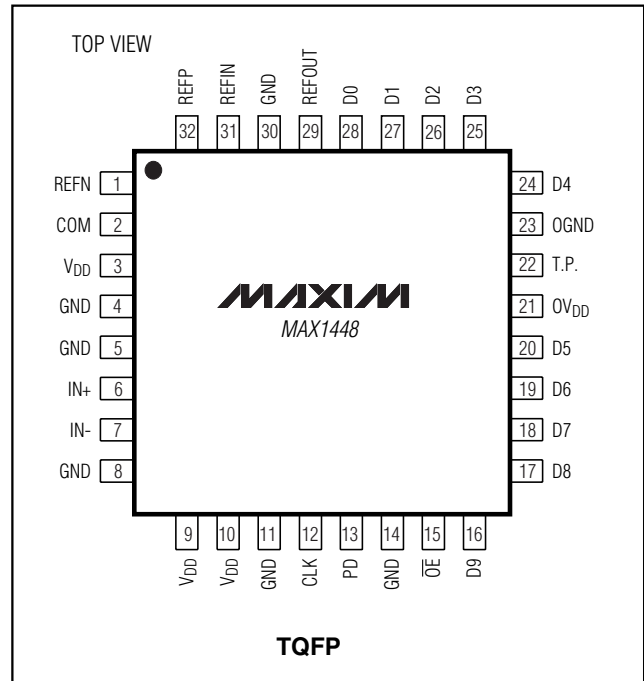 TOP VIEW
REFP
REFIN
GND
REFOUT
D0
D1
D2
D3
32 31 30 29 28 27 26 25
REFN 1
COM 2
VDD 3
GND 4
GND 5
IN+ 6
IN- 7
GND 8
MAXIM
MAX1448
24 D4
23 OGND
22 T.P.
21 OVDD
20 D5
19 D6
18 D7
17 D8
9 10 11 12 13 14 15 16
VDD
VDD
GND
CLK
PD
GND
O̅E̅
D9
TQFP